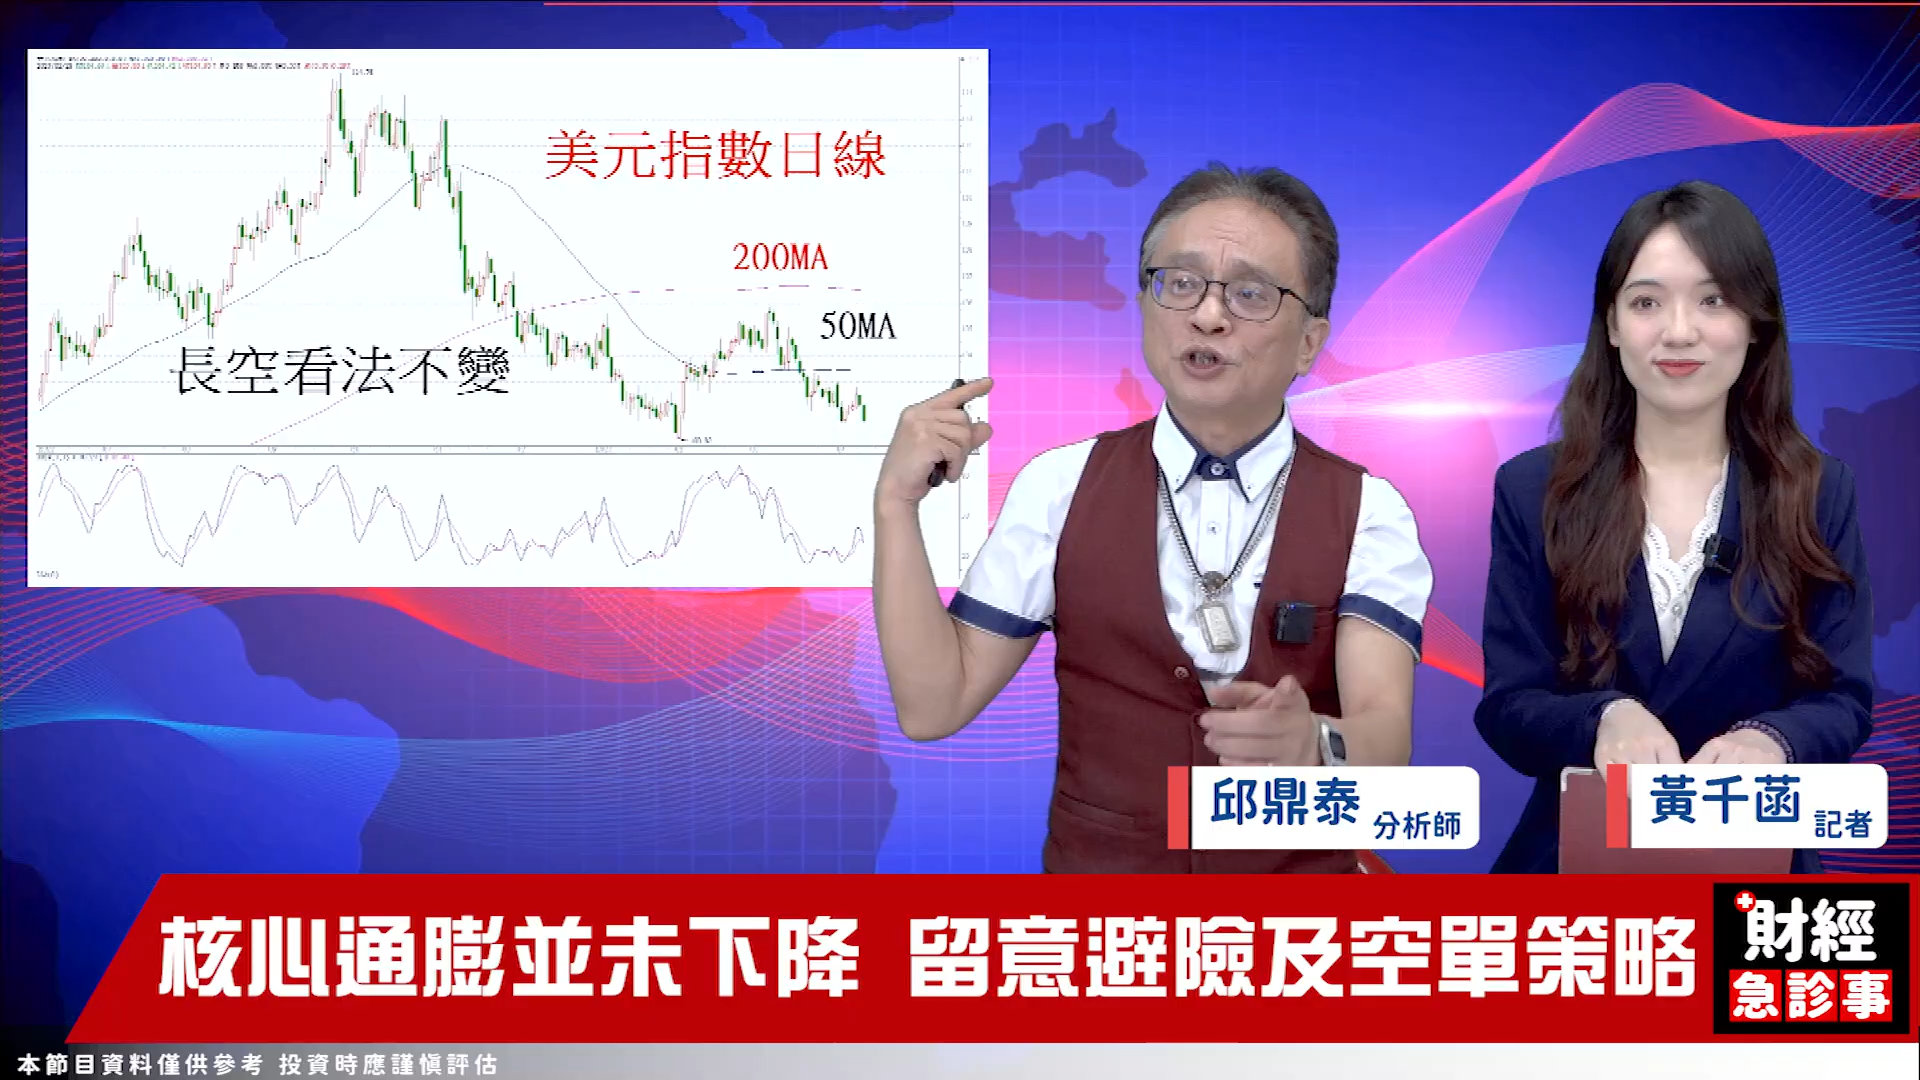 美元指數日線
200MA
50MA
長空看法不變
邱鼎泰 分析師
黃千菡 記者
核心通膨並未下降 留意避險及空單策略
財經
急診事
本節目資料僅供參考 投資時應謹慎評估